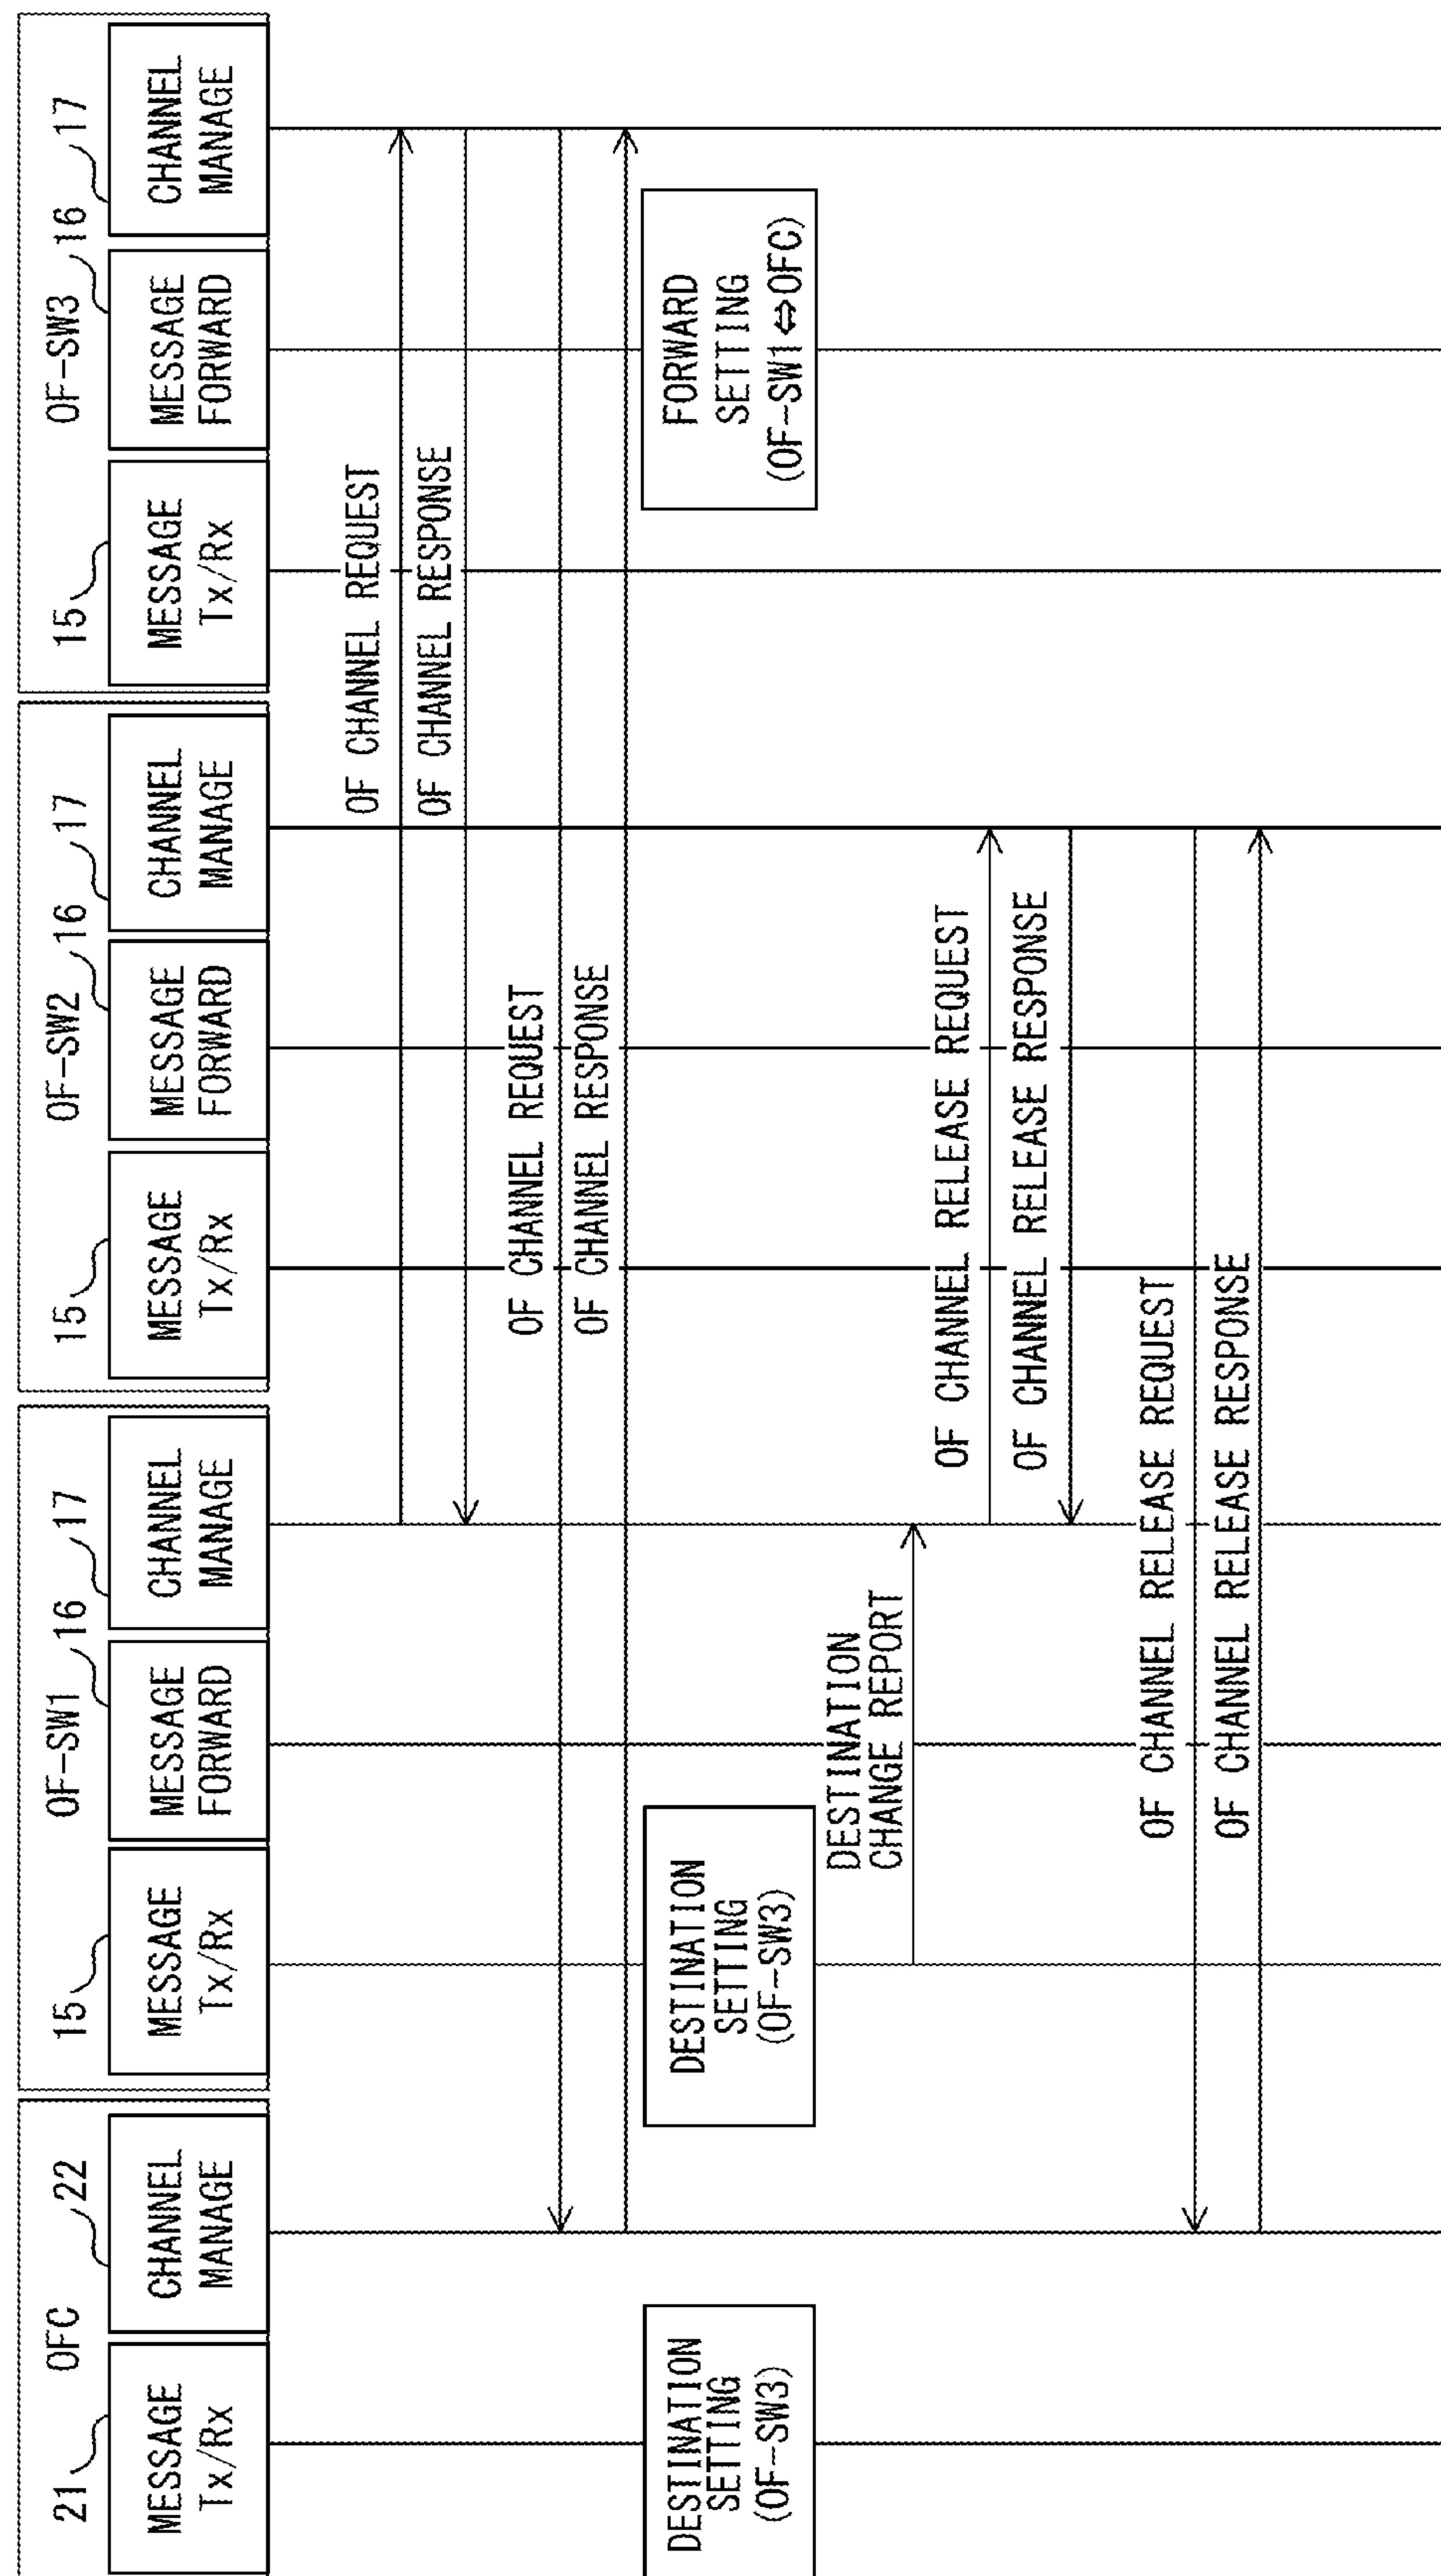 OFC
21
22
MESSAGE
Tx/Rx
CHANNEL
MANAGE
OF-SW1
15
16
17
MESSAGE
Tx/Rx
MESSAGE
FORWARD
CHANNEL
MANAGE
OF-SW2
15
16
17
MESSAGE
Tx/Rx
MESSAGE
FORWARD
CHANNEL
MANAGE
OF-SW3
15
16
17
MESSAGE
Tx/Rx
MESSAGE
FORWARD
CHANNEL
MANAGE
OF CHANNEL REQUEST
OF CHANNEL RESPONSE
OF CHANNEL REQUEST
OF CHANNEL RESPONSE
DESTINATION
SETTING
(OF-SW3)
DESTINATION
SETTING
(OF-SW3)
FORWARD
SETTING
(OF-SW1⇔OFC)
DESTINATION
CHANGE REPORT
OF CHANNEL RELEASE REQUEST
OF CHANNEL RELEASE RESPONSE
OF CHANNEL RELEASE REQUEST
OF CHANNEL RELEASE RESPONSE